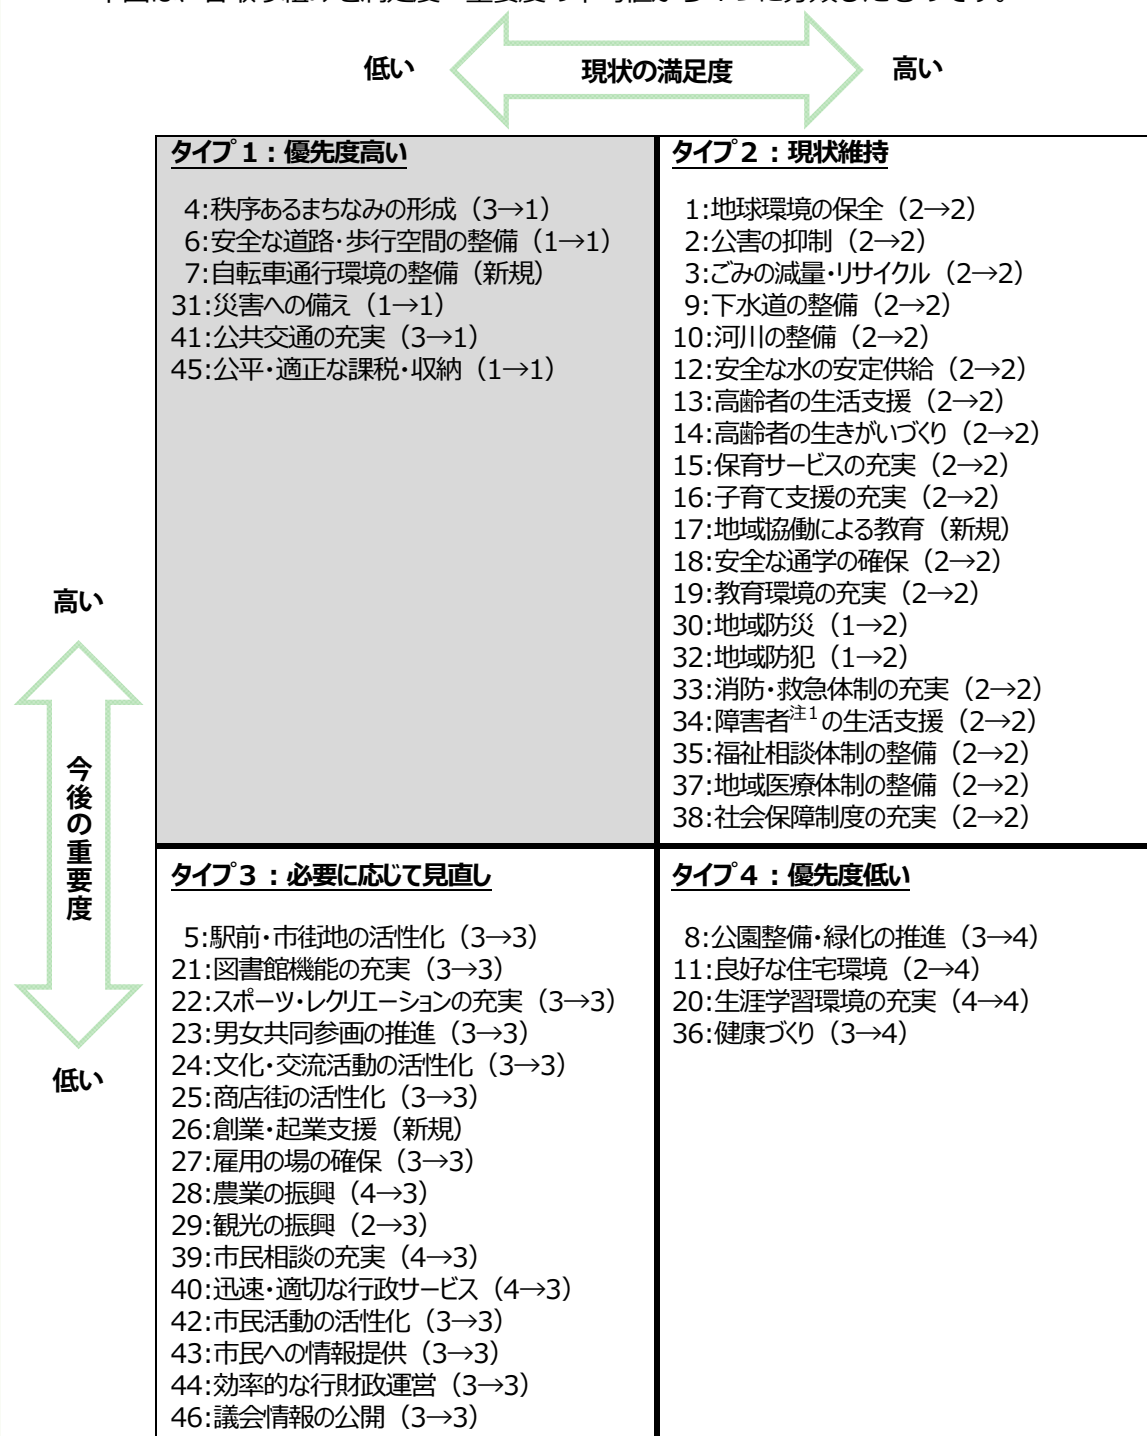 低い
現状の満足度
高い
タイプ1：優先度高い
4:秩序あるまちなみの形成（3→1）
6:安全な道路・歩行空間の整備（1→1）
7:自転車通行環境の整備（新規）
31:災害への備え（1→1）
41:公共交通の充実（3→1）
45:公平・適正な課税・収納（1→1）
タイプ2：現状維持
1:地球環境の保全（2→2）
2:公害の抑制（2→2）
3:ごみの減量・リサイクル（2→2）
9:下水道の整備（2→2）
10:河川の整備（2→2）
12:安全な水の安定供給（2→2）
13:高齢者の生活支援（2→2）
14:高齢者の生きがいづくり（2→2）
15:保育サービスの充実（2→2）
16:子育て支援の充実（2→2）
17:地域協働による教育（新規）
18:安全な通学の確保（2→2）
19:教育環境の充実（2→2）
30:地域防災（1→2）
32:地域防犯（1→2）
33:消防・救急体制の充実（2→2）
34:障害者注1の生活支援（2→2）
35:福祉相談体制の整備（2→2）
37:地域医療体制の整備（2→2）
38:社会保障制度の充実（2→2）
高い
今後の重要度
低い
タイプ3：必要に応じて見直し
5:駅前・市街地の活性化（3→3）
21:図書館機能の充実（3→3）
22:スポーツ・レクリエーションの充実（3→3）
23:男女共同参画の推進（3→3）
24:文化・交流活動の活性化（3→3）
25:商店街の活性化（3→3）
26:創業・起業支援（新規）
27:雇用の場の確保（3→3）
28:農業の振興（4→3）
29:観光の振興（2→3）
39:市民相談の充実（4→3）
40:迅速・適切な行政サービス（4→3）
42:市民活動の活性化（3→3）
43:市民への情報提供（3→3）
44:効率的な行財政運営（3→3）
46:議会情報の公開（3→3）
タイプ4：優先度低い
8:公園整備・緑化の推進（3→4）
11:良好な住宅環境（2→4）
20:生涯学習環境の充実（4→4）
36:健康づくり（3→4）